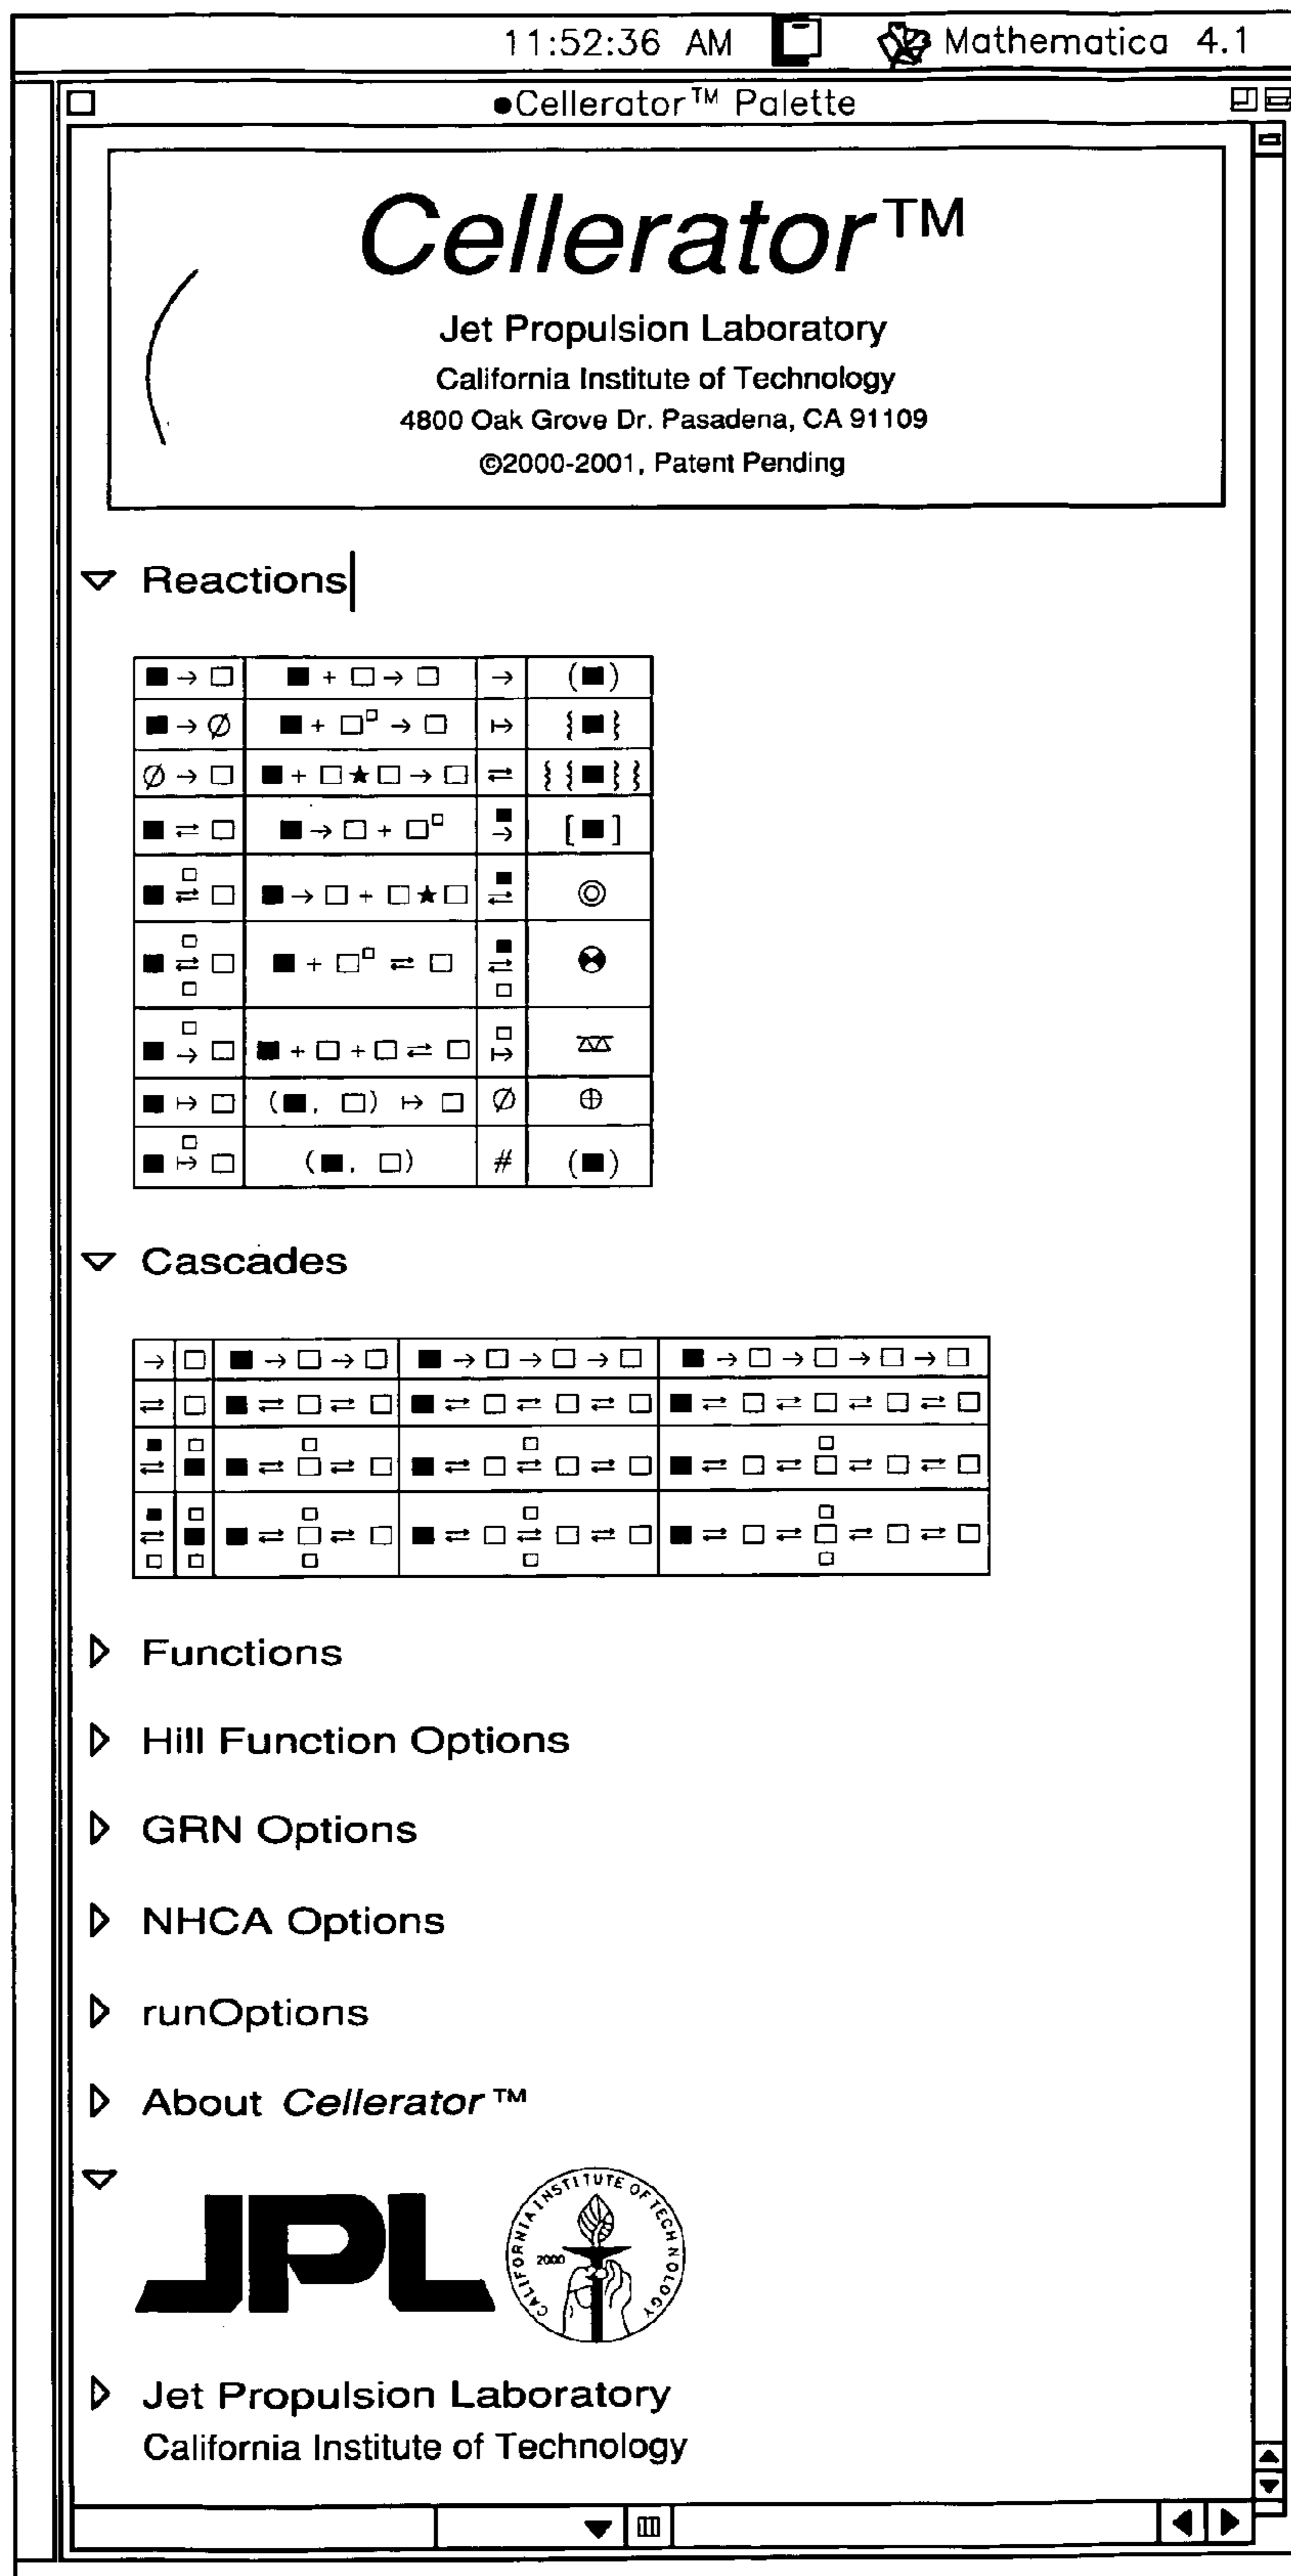 11:52:36 AM Mathematica 4.1
•Cellerator™ Palette
Cellerator™
Jet Propulsion Laboratory
California Institute of Technology
4800 Oak Grove Dr. Pasadena, CA 91109
©2000-2001, Patent Pending
Reactions
■ → □ ■ + □ → □ → (■)
■ → ∅ ■ + □□ → □ ↦ {■}
∅ → □ ■ + □ ★ □ → □ ⇌ {{■}}
■ ⇌ □ ■ → □ + □□ ■→ [■]
■ □⇌ □ ■ → □ + □ ★ □ ■⇌ ◎
■ □⇌□ □ ■ + □□ ⇌ □ ■⇌□
■ □→ □ ■ + □ + □ ⇌ □ □↦
■ ↦ □ (■, □) ↦ □ ∅ ⊕
■ □↦ □ (■, □) # (■)
Cascades
→ □ ■ → □ → □ ■ → □ → □ → □ ■ → □ → □ → □ → □
⇌ □ ■ ⇌ □ ⇌ □ ■ ⇌ □ ⇌ □ ⇌ □ ■ ⇌ □ ⇌ □ ⇌ □ ⇌ □
Functions
Hill Function Options
GRN Options
NHCA Options
runOptions
About Cellerator™
JPL
CALIFORNIA INSTITUTE OF TECHNOLOGY
2000
Jet Propulsion Laboratory
California Institute of Technology